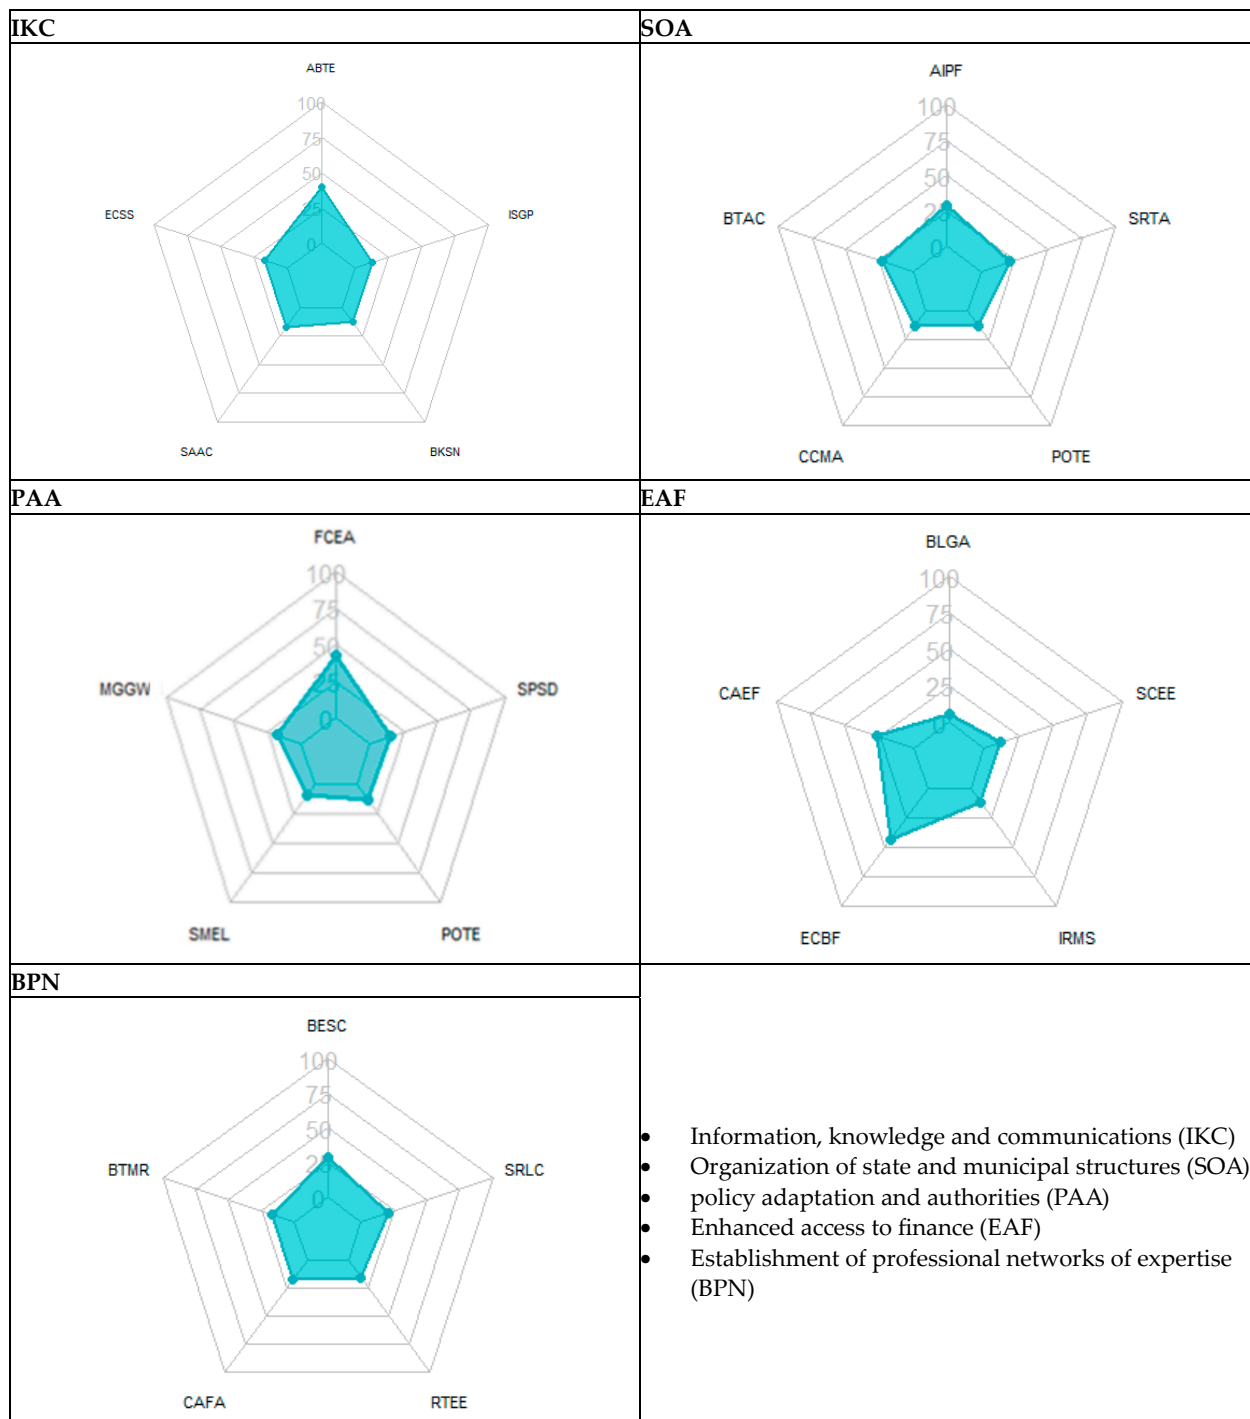 IKC
SOA
ABTE
100
75
50
25
0
ECSS
ISGP
SAAC
BKSN
AIPF
100
75
50
25
0
BTAC
SRTA
CCMA
POTE
PAA
EAF
FCEA
100
75
50
25
0
MGGW
SPSD
SMEL
POTE
BLGA
100
75
50
25
0
CAEF
SCEE
ECBF
IRMS
BPN
BESC
100
75
50
25
0
BTMR
SRLC
CAFA
RTEE
• Information, knowledge and communications (IKC)
• Organization of state and municipal structures (SOA)
• policy adaptation and authorities (PAA)
• Enhanced access to finance (EAF)
• Establishment of professional networks of expertise
(BPN)